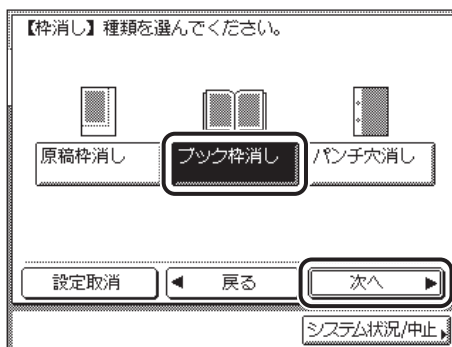 【枠消し】種類を選んでください。
原稿枠消し ブック枠消し パンチ穴消し
設定取消 ◀ 戻る 次へ ▶
システム状況/中止